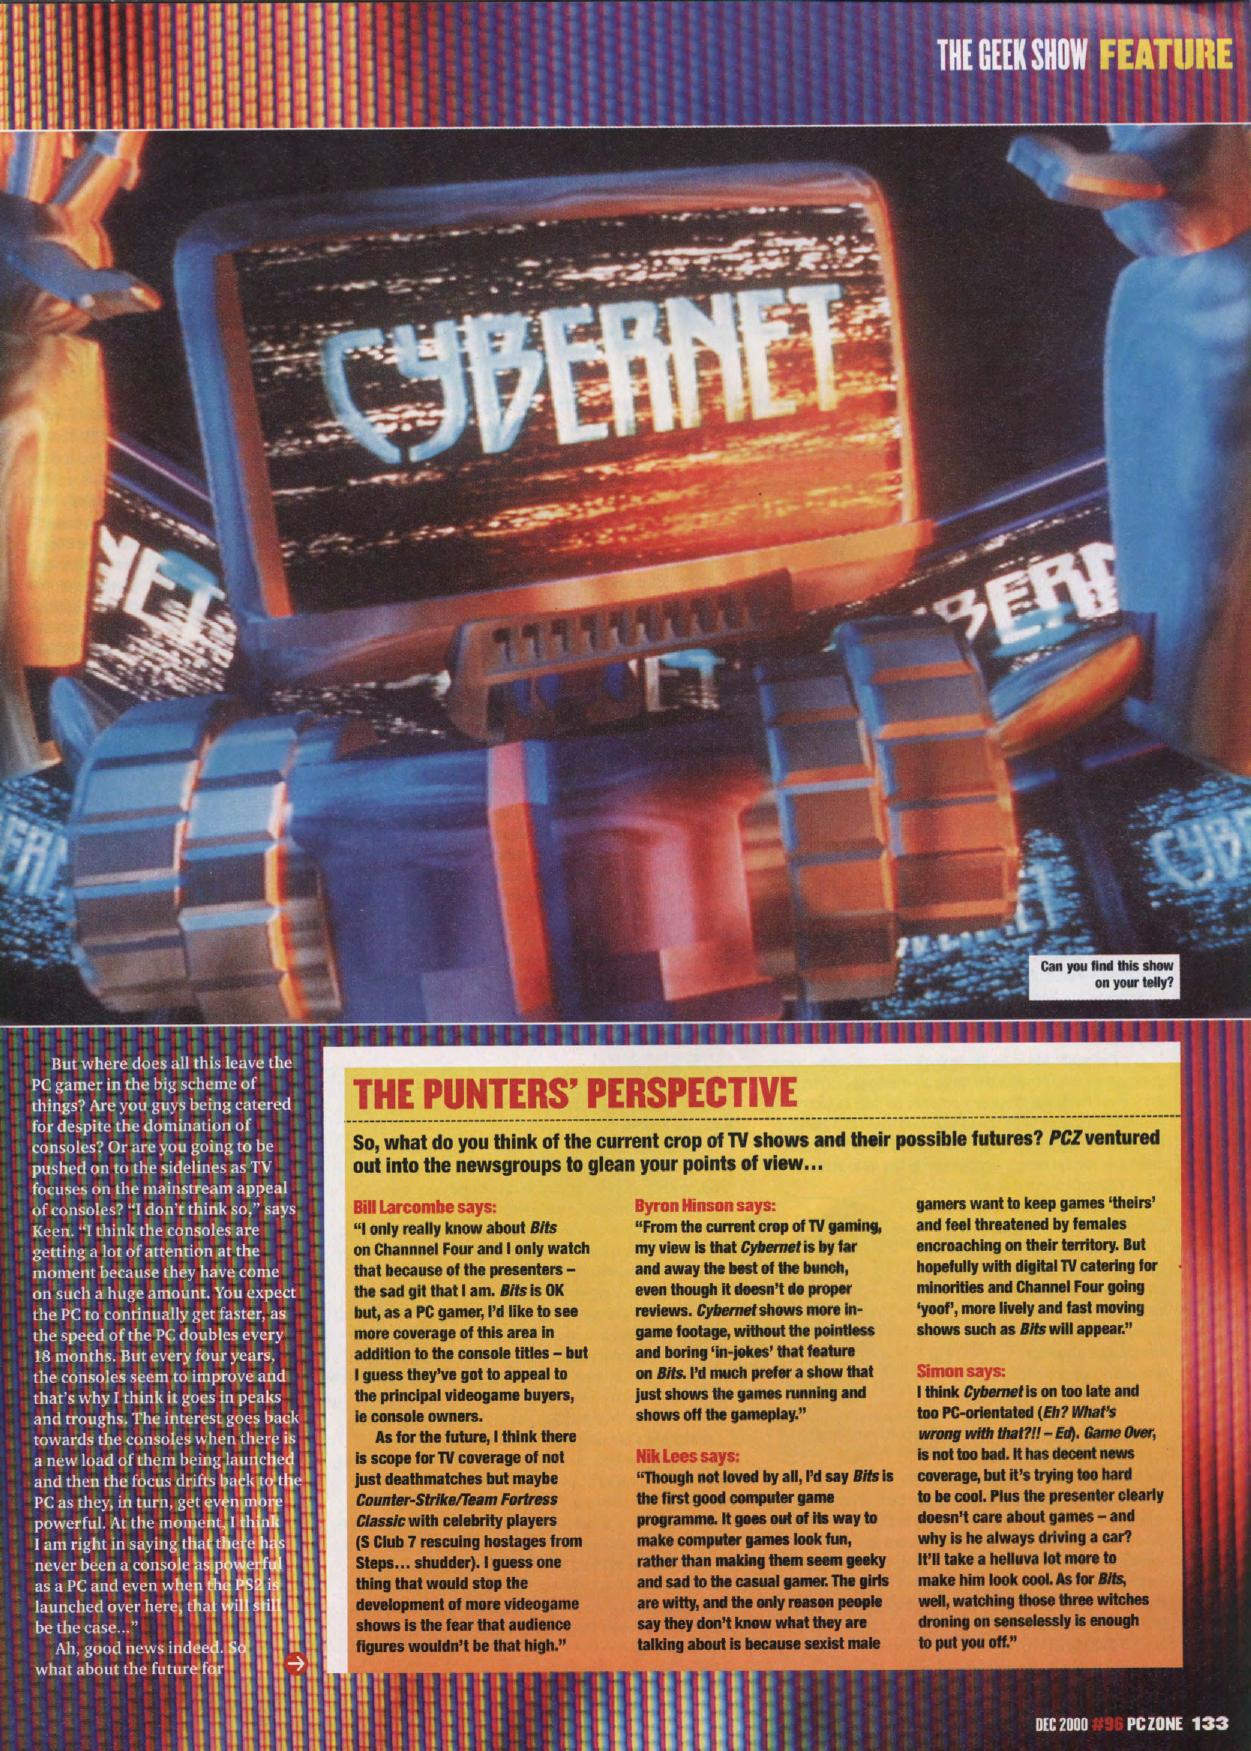 THE GEEK SHOW FEATURE
CYBERNET
YET
BERN
NET
ERN
CYBE
Can you find this show
on your telly?
But where does all this leave the
PC gamer in the big scheme of
things? Are you guys being catered
for despite the domination of
consoles? Or are you going to be
pushed on to the sidelines as TV
focuses on the mainstream appeal
of consoles? “I don’t think so,” says
Keen. “I think the consoles are
getting a lot of attention at the
moment because they have come
on such a huge amount. You expect
the PC to continually get faster, as
the speed of the PC doubles every
18 months. But every four years,
the consoles seem to improve and
that’s why I think it goes in peaks
and troughs. The interest goes back
towards the consoles when there is
a new load of them being launched
and then the focus drifts back to the
PC as they, in turn, get even more
powerful. At the moment, I think
I am right in saying that there has
never been a console as powerful
as a PC and even when the PS2 is
launched over here, that will still
be the case...”
Ah, good news indeed. So
what about the future for
THE PUNTERS’ PERSPECTIVE
So, what do you think of the current crop of TV shows and their possible futures? PCZ ventured
out into the newsgroups to glean your points of view...
Bill Larcombe says:
“I only really know about Bits
on Channnel Four and I only watch
that because of the presenters –
the sad git that I am. Bits is OK
but, as a PC gamer, I’d like to see
more coverage of this area in
addition to the console titles – but
I guess they’ve got to appeal to
the principal videogame buyers,
ie console owners.
As for the future, I think there
is scope for TV coverage of not
just deathmatches but maybe
Counter-Strike/Team Fortress
Classic with celebrity players
(S Club 7 rescuing hostages from
Steps... shudder). I guess one
thing that would stop the
development of more videogame
shows is the fear that audience
figures wouldn’t be that high.”
Byron Hinson says:
“From the current crop of TV gaming,
my view is that Cybernet is by far
and away the best of the bunch,
even though it doesn’t do proper
reviews. Cybernet shows more in-
game footage, without the pointless
and boring ‘in-jokes’ that feature
on Bits. I’d much prefer a show that
just shows the games running and
shows off the gameplay.”
Nik Lees says:
“Though not loved by all, I’d say Bits is
the first good computer game
programme. It goes out of its way to
make computer games look fun,
rather than making them seem geeky
and sad to the casual gamer. The girls
are witty, and the only reason people
say they don’t know what they are
talking about is because sexist male
gamers want to keep games ‘theirs’
and feel threatened by females
encroaching on their territory. But
hopefully with digital TV catering for
minorities and Channel Four going
‘yoof’, more lively and fast moving
shows such as Bits will appear.”
Simon says:
I think Cybernet is on too late and
too PC-orientated (Eh? What’s
wrong with that?!! – Ed). Game Over,
is not too bad. It has decent news
coverage, but it’s trying too hard
to be cool. Plus the presenter clearly
doesn’t care about games – and
why is he always driving a car?
It’ll take a helluva lot more to
make him look cool. As for Bits,
well, watching those three witches
droning on senselessly is enough
to put you off.”
DEC 2000 #96 PC ZONE 133